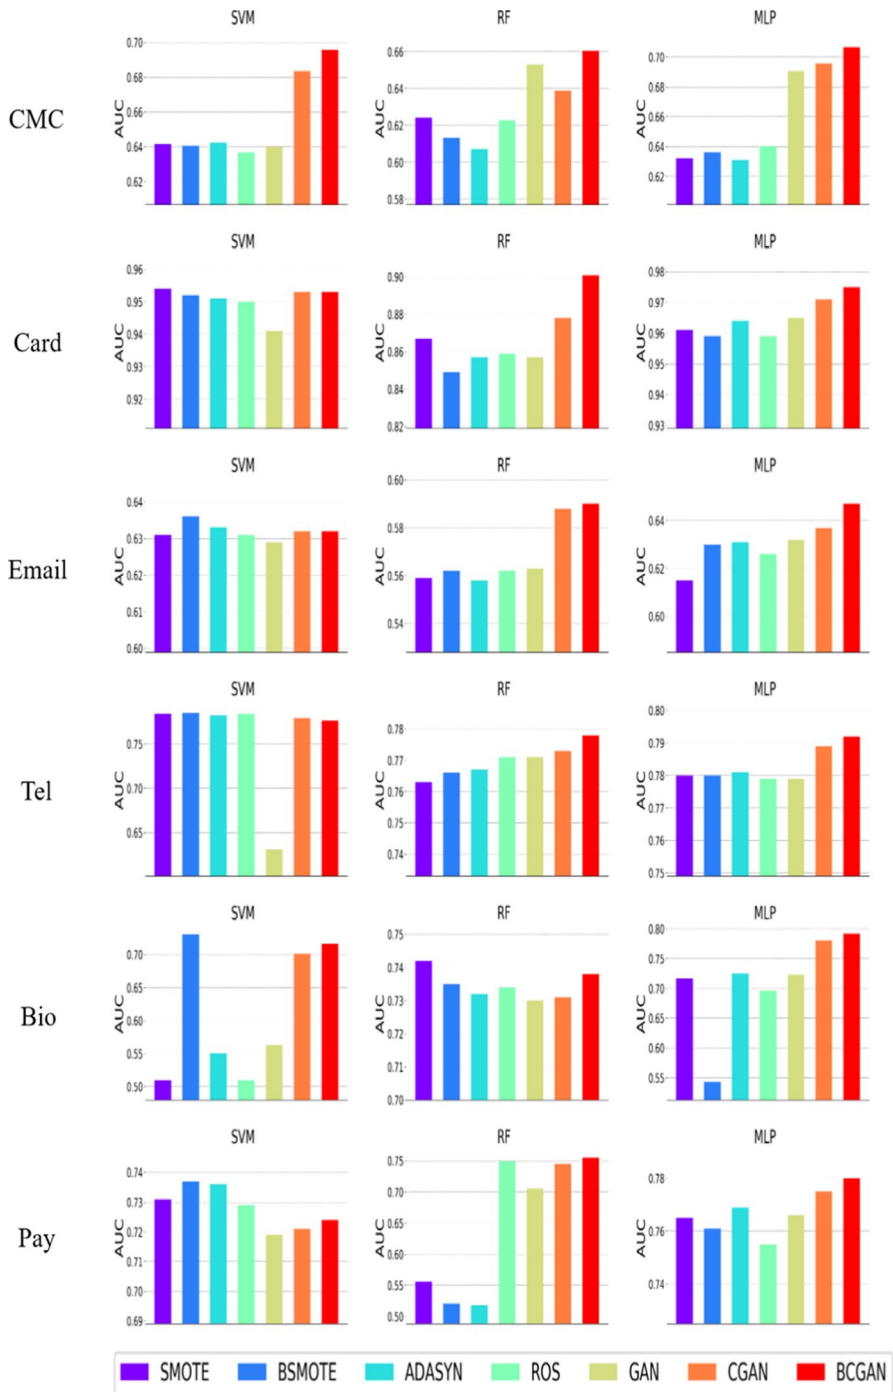 SVM RF MLP
CMC
AUC
0.70
0.68
0.66
0.64
0.62
AUC
0.66
0.64
0.62
0.60
0.58
AUC
0.70
0.68
0.66
0.64
0.62
SVM RF MLP
Card
AUC
0.96
0.95
0.94
0.93
0.92
AUC
0.90
0.88
0.86
0.84
0.82
AUC
0.98
0.97
0.96
0.95
0.94
0.93
SVM RF MLP
Email
AUC
0.64
0.63
0.62
0.61
0.60
AUC
0.60
0.58
0.56
0.54
AUC
0.64
0.62
0.60
SVM RF MLP
Tel
AUC
0.75
0.70
0.65
AUC
0.78
0.77
0.76
0.75
0.74
AUC
0.80
0.79
0.78
0.77
0.76
0.75
SVM RF MLP
Bio
AUC
0.70
0.65
0.60
0.55
0.50
AUC
0.75
0.74
0.73
0.72
0.71
0.70
AUC
0.80
0.75
0.70
0.65
0.60
0.55
SVM RF MLP
Pay
AUC
0.74
0.73
0.72
0.71
0.70
0.69
AUC
0.75
0.70
0.65
0.60
0.55
0.50
AUC
0.78
0.76
0.74
SMOTE BSMOTE ADASYN ROS GAN CGAN BCGAN